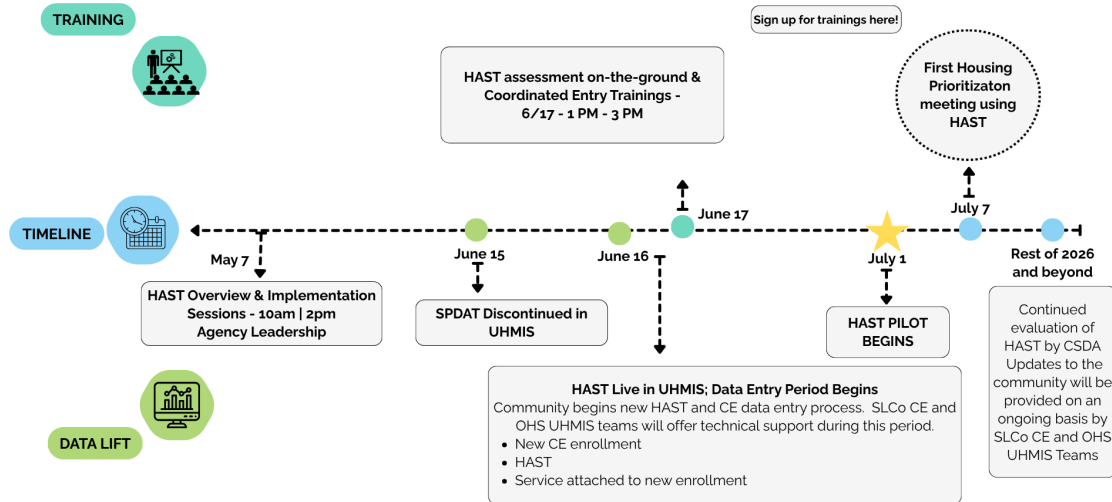 TRAINING
Sign up for trainings here!
HAST assessment on-the-ground &
Coordinated Entry Trainings -
6/17 - 1 PM - 3 PM
First Housing
Prioritizaton
meeting using
HAST
TIMELINE
May 7
June 15
June 16
June 17
July 1
July 7
Rest of 2026
and beyond
HAST Overview & Implementation
Sessions - 10am | 2pm
Agency Leadership
SPDAT Discontinued in
UHMIS
HAST PILOT
BEGINS
Continued
evaluation of
HAST by CSDA
Updates to the
community will be
provided on an
ongoing basis by
SLCo CE and OHS
UHMIS Teams
HAST Live in UHMIS; Data Entry Period Begins
Community begins new HAST and CE data entry process. SLCo CE and
OHS UHMIS teams will offer technical support during this period.
• New CE enrollment
• HAST
• Service attached to new enrollment
DATA LIFT